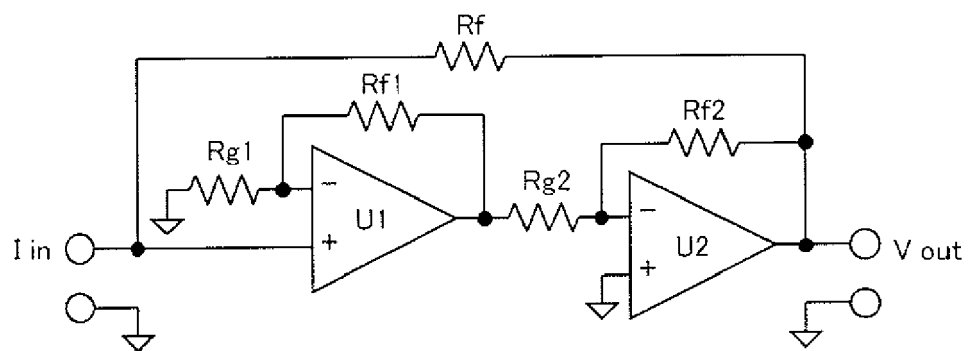 Rf
Rf1
Rf2
Rg1
Rg2
−
U1
+
−
U2
+
I in
V out